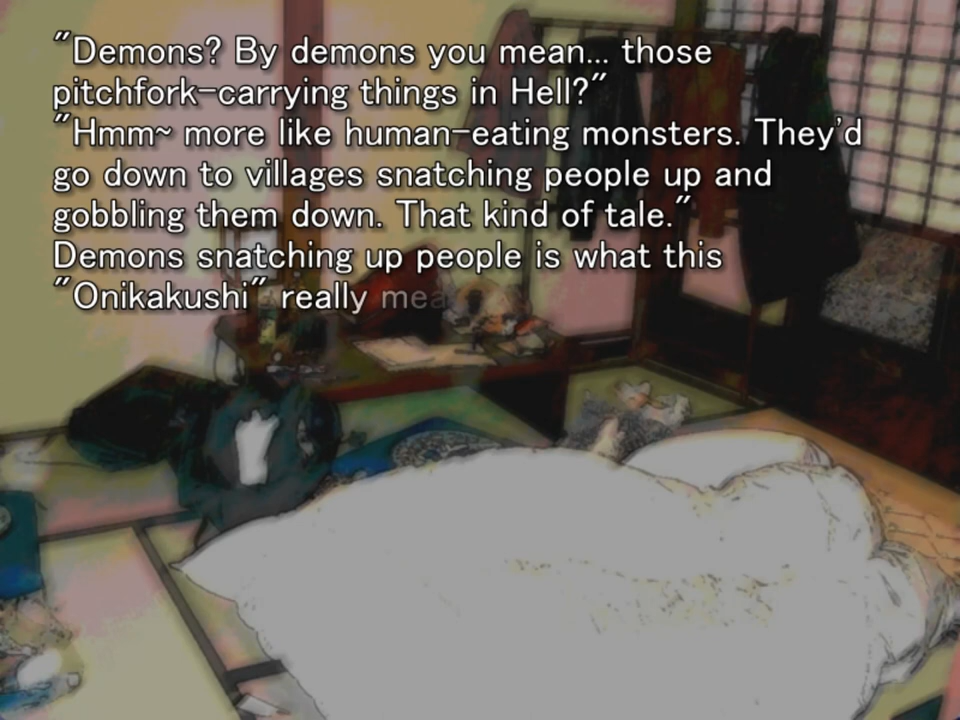 "Demons? By demons you mean... those
pitchfork-carrying things in Hell?"
"Hmm~ more like human-eating monsters. They'd
go down to villages snatching people up and
gobbling them down. That kind of tale."
Demons snatching up people is what this
"Onikakushi" really mea